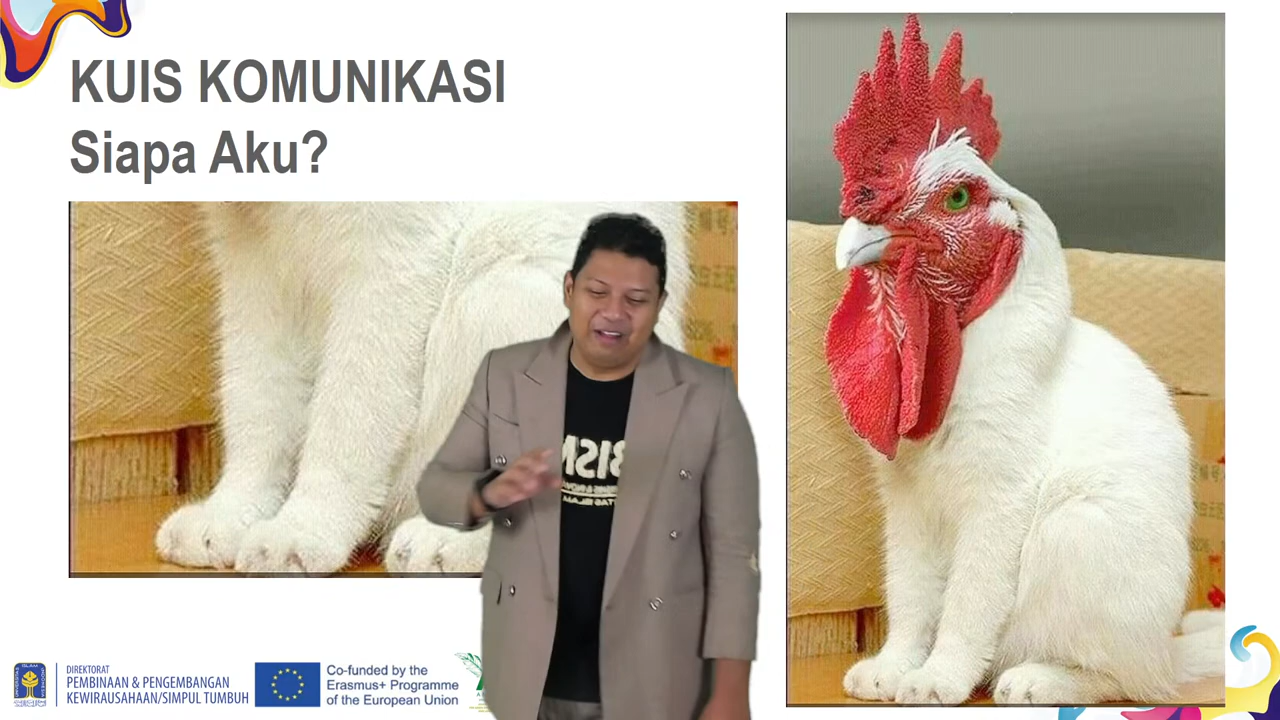 KUIS KOMUNIKASI
Siapa Aku?
DIREKTORAT
PEMBINAAN & PENGEMBANGAN
KEWIRAUSAHAAN/SIMPUL TUMBUH
Co-funded by the
Erasmus+ Programme
of the European Union